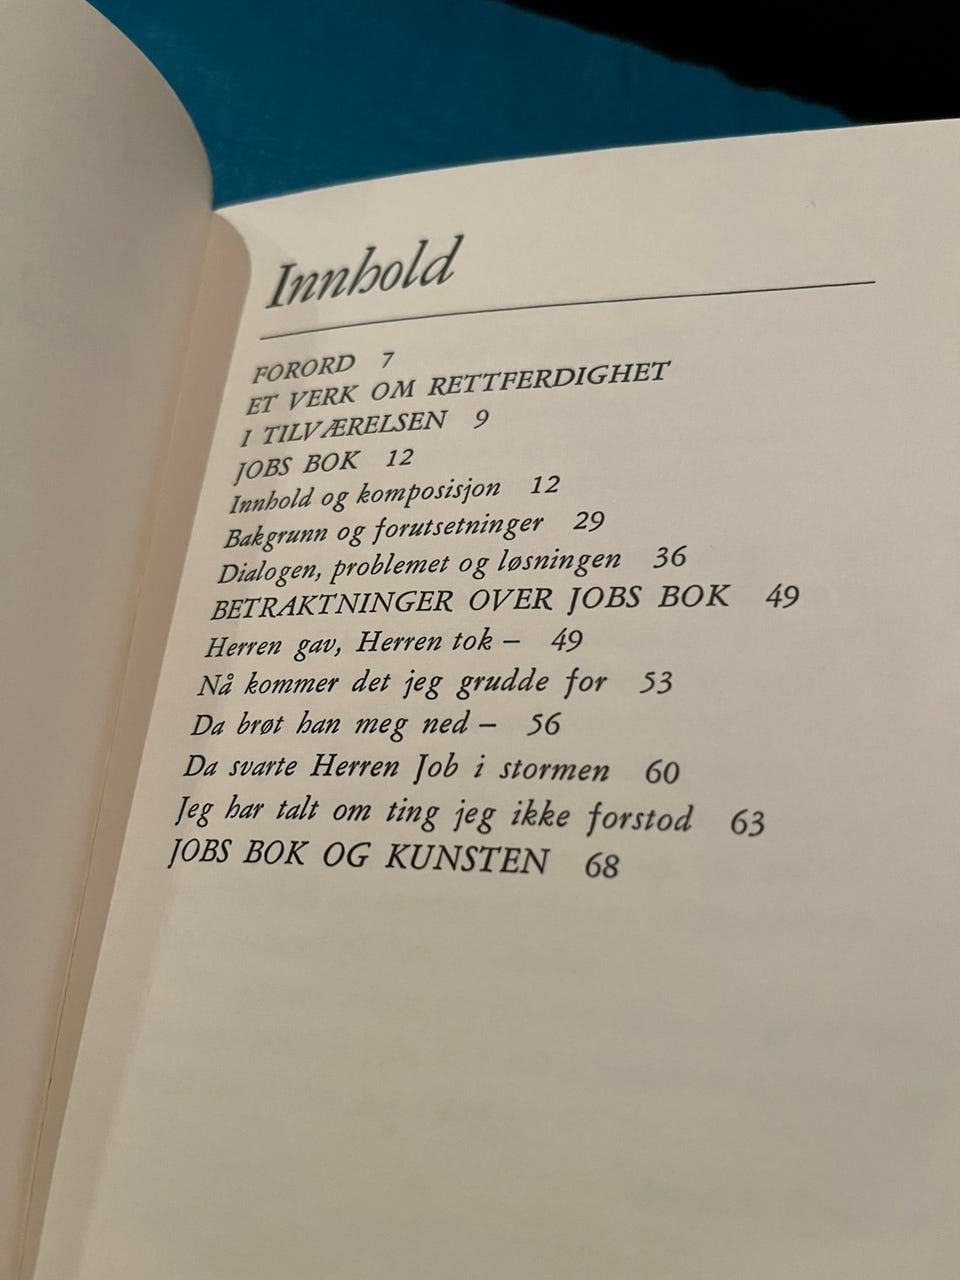 Innhold
FORORD 7
ET VERK OM RETTFERDIGHET
I TILVÆRELSEN 9
JOBS BOK 12
Innhold og komposisjon 12
Bakgrunn og forutsetninger 29
Dialogen, problemet og løsningen 36
BETRAKTNINGER OVER JOBS BOK 49
Herren gav, Herren tok – 49
Nå kommer det jeg grudde for 53
Da brøt han meg ned – 56
Da svarte Herren Job i stormen 60
Jeg har talt om ting jeg ikke forstod 63
JOBS BOK OG KUNSTEN 68